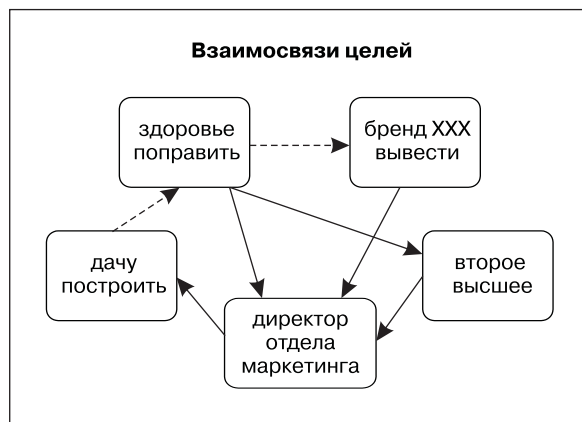 Взаимосвязи целей
здоровье
поправить
бренд XXX
вывести
дачу
построить
второе
высшее
директор
отдела
маркетинга